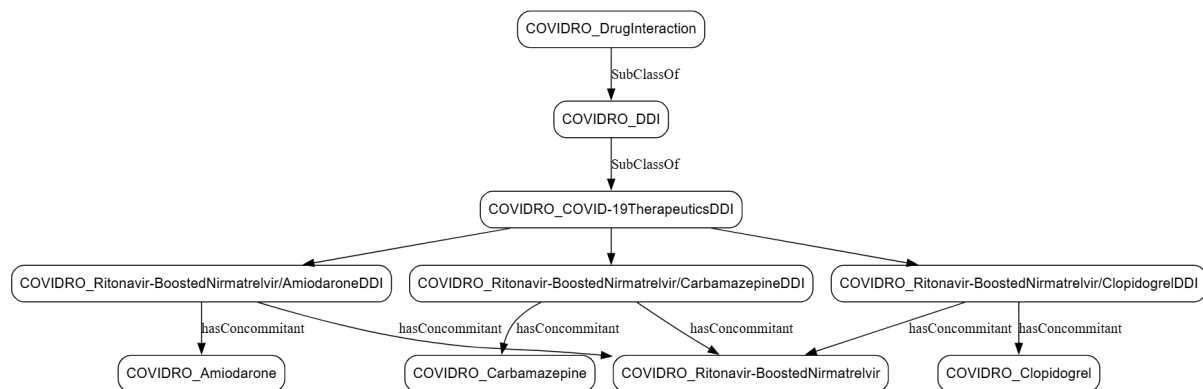 COVIDRO_DrugInteraction
SubClassOf
COVIDRO_DDI
SubClassOf
COVIDRO_COVID-19TherapeuticsDDI
COVIDRO_Ritonavir-BoostedNirmatrelvir/AmiodaroneDDI
COVIDRO_Ritonavir-BoostedNirmatrelvir/CarbamazepineDDI
COVIDRO_Ritonavir-BoostedNirmatrelvir/ClopidogrelDDI
hasConcommitant
hasConcommitant
hasConcommitant
hasConcommitant
hasConcommitant
hasConcommitant
COVIDRO_Amiodarone
COVIDRO_Carbamazepine
COVIDRO_Ritonavir-BoostedNirmatrelvir
COVIDRO_Clopidogrel